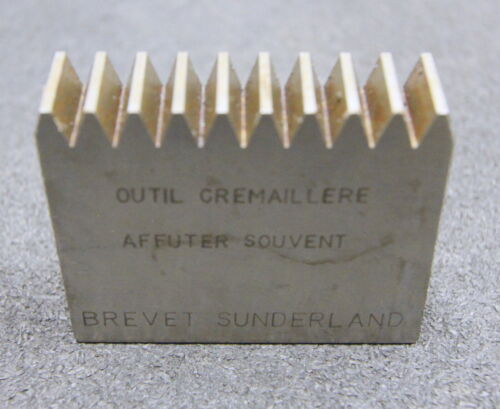 OUTIL CREMAILLERE
AFFUTER SOUVENT
BREVET SUNDERLAND